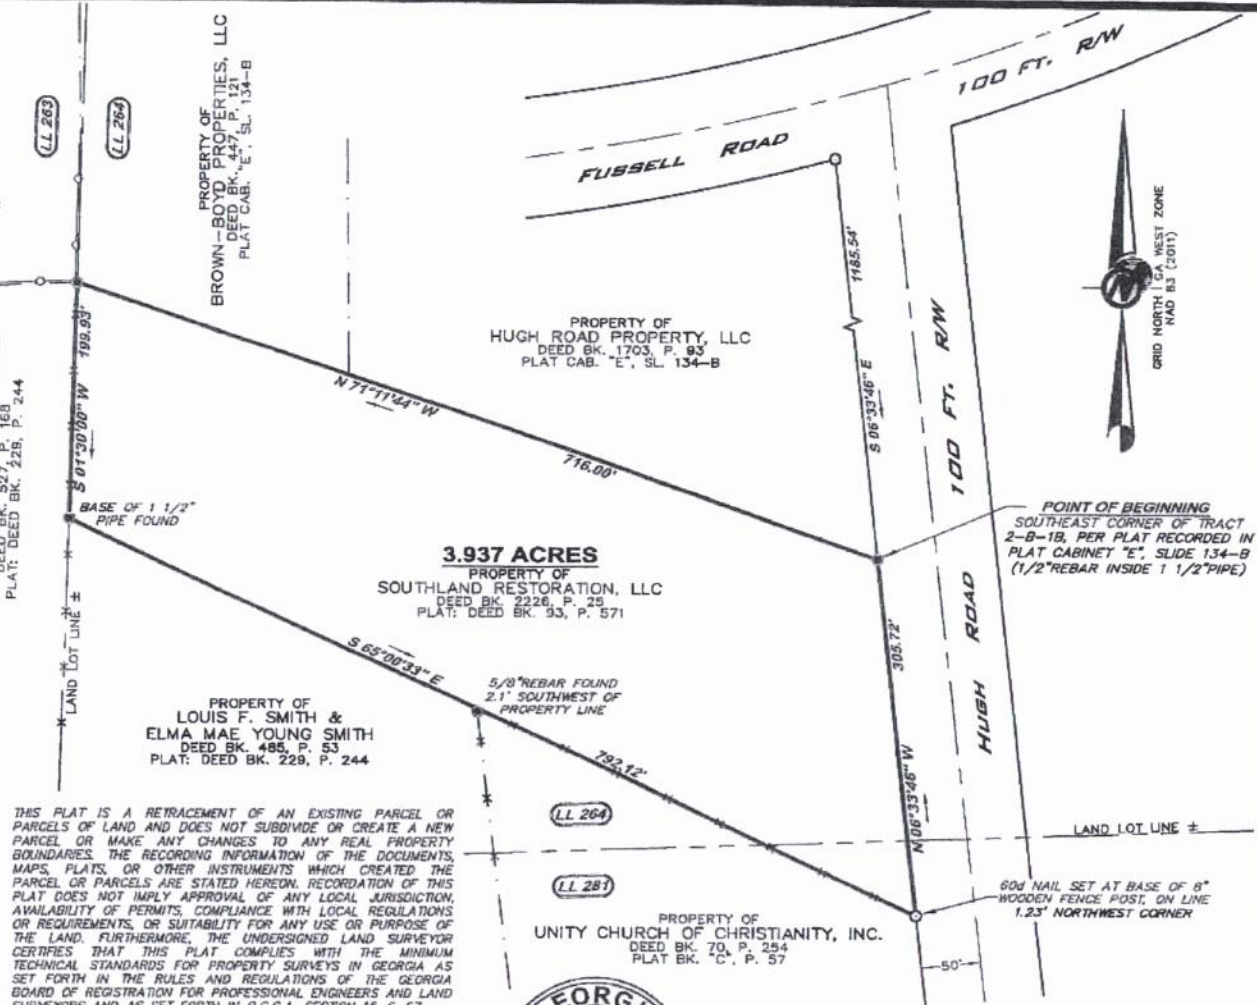 LL 263
LL 264
PROPERTY OF
BROWN-BOYD PROPERTIES, LLC
DEED BK. 447, P. 121
PLAT CAB. "E", SL. 134-B
FUSSELL ROAD
100 FT. R/W
GRID NORTH GA WEST ZONE
NAD 83 (2011)
199.93'
S 01°30'00" W
N 71°11'44" W
716.00'
PROPERTY OF
HUGH ROAD PROPERTY, LLC
DEED BK. 1703, P. 93
PLAT CAB. "E", SL. 134-B
1185.54'
S 06°33'46" E
100 FT. R/W
HUGH ROAD
DEED BK. 527, P. 168
PLAT: DEED BK. 229, P. 244
BASE OF 1 1/2"
PIPE FOUND
POINT OF BEGINNING
SOUTHEAST CORNER OF TRACT
2-B-1B, PER PLAT RECORDED IN
PLAT CABINET "E", SLIDE 134-B
(1/2"REBAR INSIDE 1 1/2"PIPE)
3.937 ACRES
PROPERTY OF
SOUTHLAND RESTORATION, LLC
DEED BK. 2226, P. 25
PLAT: DEED BK. 93, P. 571
LAND LOT LINE ±
S 65°00'33" E
792.12'
305.72'
N 06°33'46" W
5/8"REBAR FOUND
2.1' SOUTHWEST OF
PROPERTY LINE
PROPERTY OF
LOUIS F. SMITH &
ELMA MAE YOUNG SMITH
DEED BK. 485, P. 53
PLAT: DEED BK. 229, P. 244
LL 264
LAND LOT LINE ±
LL 281
60d NAIL SET AT BASE OF 8"
WOODEN FENCE POST, ON LINE
1.23' NORTHWEST CORNER
PROPERTY OF
UNITY CHURCH OF CHRISTIANITY, INC.
DEED BK. 70, P. 254
PLAT BK. "C", P. 57
50'
THIS PLAT IS A RETRACEMENT OF AN EXISTING PARCEL OR
PARCELS OF LAND AND DOES NOT SUBDIVIDE OR CREATE A NEW
PARCEL OR MAKE ANY CHANGES TO ANY REAL PROPERTY
BOUNDARIES. THE RECORDING INFORMATION OF THE DOCUMENTS,
MAPS, PLATS, OR OTHER INSTRUMENTS WHICH CREATED THE
PARCEL OR PARCELS ARE STATED HEREON. RECORDATION OF THIS
PLAT DOES NOT IMPLY APPROVAL OF ANY LOCAL JURISDICTION,
AVAILABILITY OF PERMITS, COMPLIANCE WITH LOCAL REGULATIONS
OR REQUIREMENTS, OR SUITABILITY FOR ANY USE OR PURPOSE OF
THE LAND. FURTHERMORE, THE UNDERSIGNED LAND SURVEYOR
CERTIFIES THAT THIS PLAT COMPLIES WITH THE MINIMUM
TECHNICAL STANDARDS FOR PROPERTY SURVEYS IN GEORGIA AS
SET FORTH IN THE RULES AND REGULATIONS OF THE GEORGIA
BOARD OF REGISTRATION FOR PROFESSIONAL ENGINEERS AND LAND